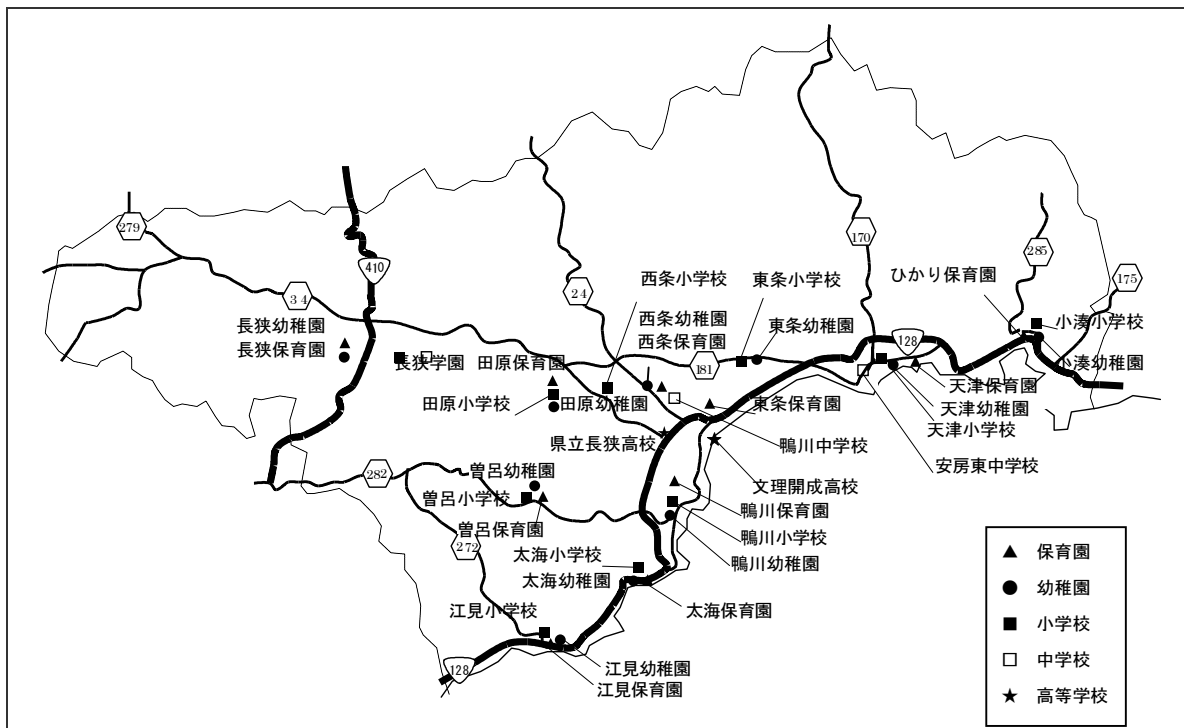 279
410
34
24
170
285
175
ひかり保育園
西条小学校
東条小学校
西条幼稚園
西条保育園
東条幼稚園
小湊小学校
小湊幼稚園
128
181
長狭幼稚園
長狭保育園
長狭学園
田原保育園
田原小学校
田原幼稚園
天津保育園
天津幼稚園
天津小学校
東条保育園
鴨川中学校
県立長狭高校
安房東中学校
文理開成高校
282
曽呂幼稚園
曽呂小学校
曽呂保育園
272
鴨川保育園
鴨川小学校
鴨川幼稚園
太海小学校
太海幼稚園
太海保育園
江見小学校
江見幼稚園
江見保育園
128
保育園
幼稚園
小学校
中学校
高等学校